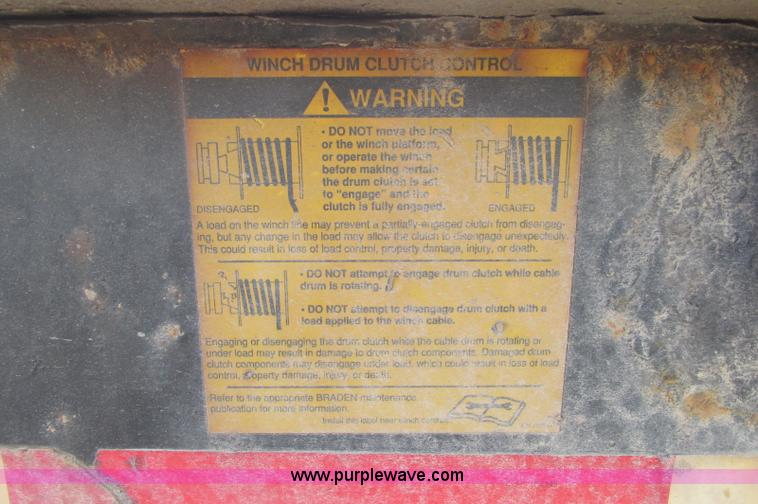 WINCH DRUM CLUTCH CONTROL
WARNING
• DO NOT move the load
or the winch platform,
or operate the winch
before making certain
the drum clutch is set
to "engage" and the
clutch is fully engaged.
DISENGAGED
ENGAGED
A load on the winch line may prevent a partially-engaged clutch from disengag-
ing, but any change in the load may allow the clutch to disengage unexpectedly.
This could result in loss of load control, property damage, injury, or death.
• DO NOT attempt to engage drum clutch while cable
drum is rotating.
• DO NOT attempt to disengage drum clutch with a
load applied to the winch cable.
Engaging or disengaging the drum clutch while the cable drum is rotating or
under load may result in damage to drum clutch components. Damaged drum
clutch components may disengage under load, which could result in loss of load
control, property damage, injury, or death.
Refer to the appropriate BRADEN maintenance
publication for more information.
Install this label near winch control.
www.purplewave.com